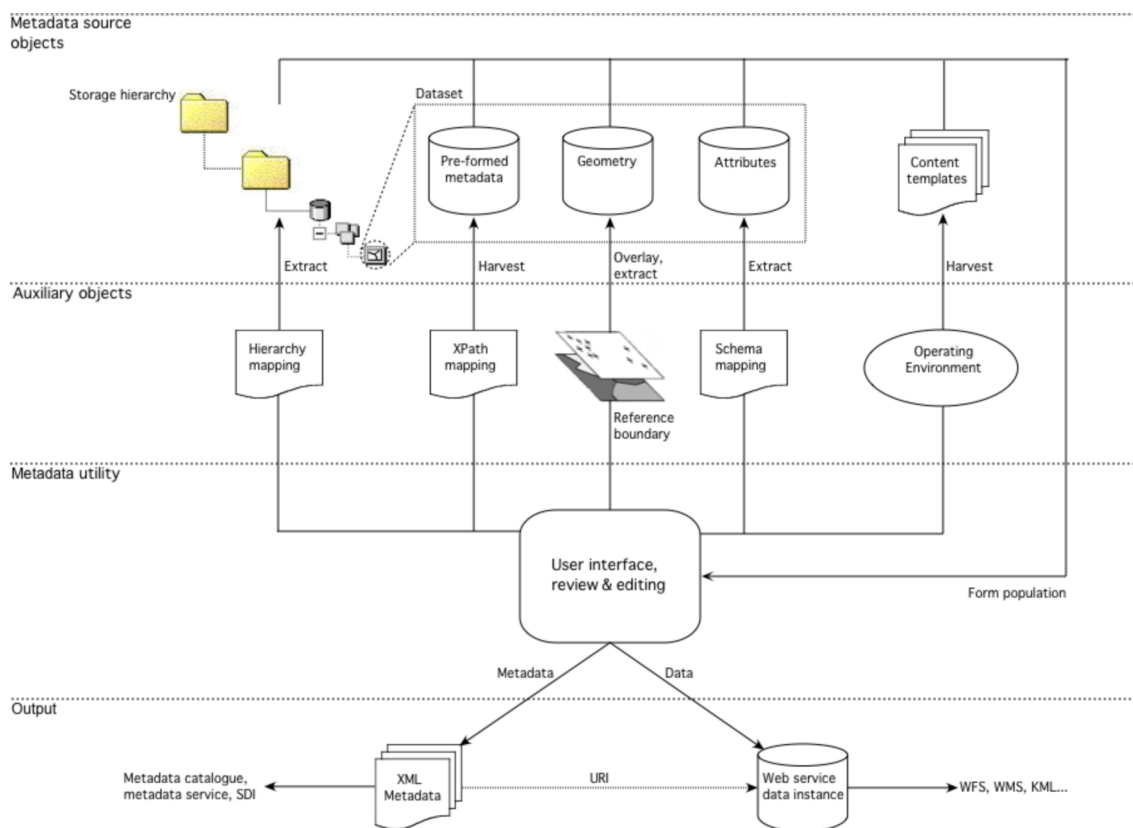 Metadata source
objects
Storage hierarchy
Dataset
Pre-formed
metadata
Geometry
Attributes
Content
templates
Extract
Harvest
Overlay,
extract
Extract
Harvest
Auxiliary objects
Hierarchy
mapping
XPath
mapping
Reference
boundary
Schema
mapping
Operating
Environment
Metadata utility
User interface,
review & editing
Form population
Metadata
Data
Output
Metadata catalogue,
metadata service, SDI
XML
Metadata
URI
Web service
data instance
WFS, WMS, KML...